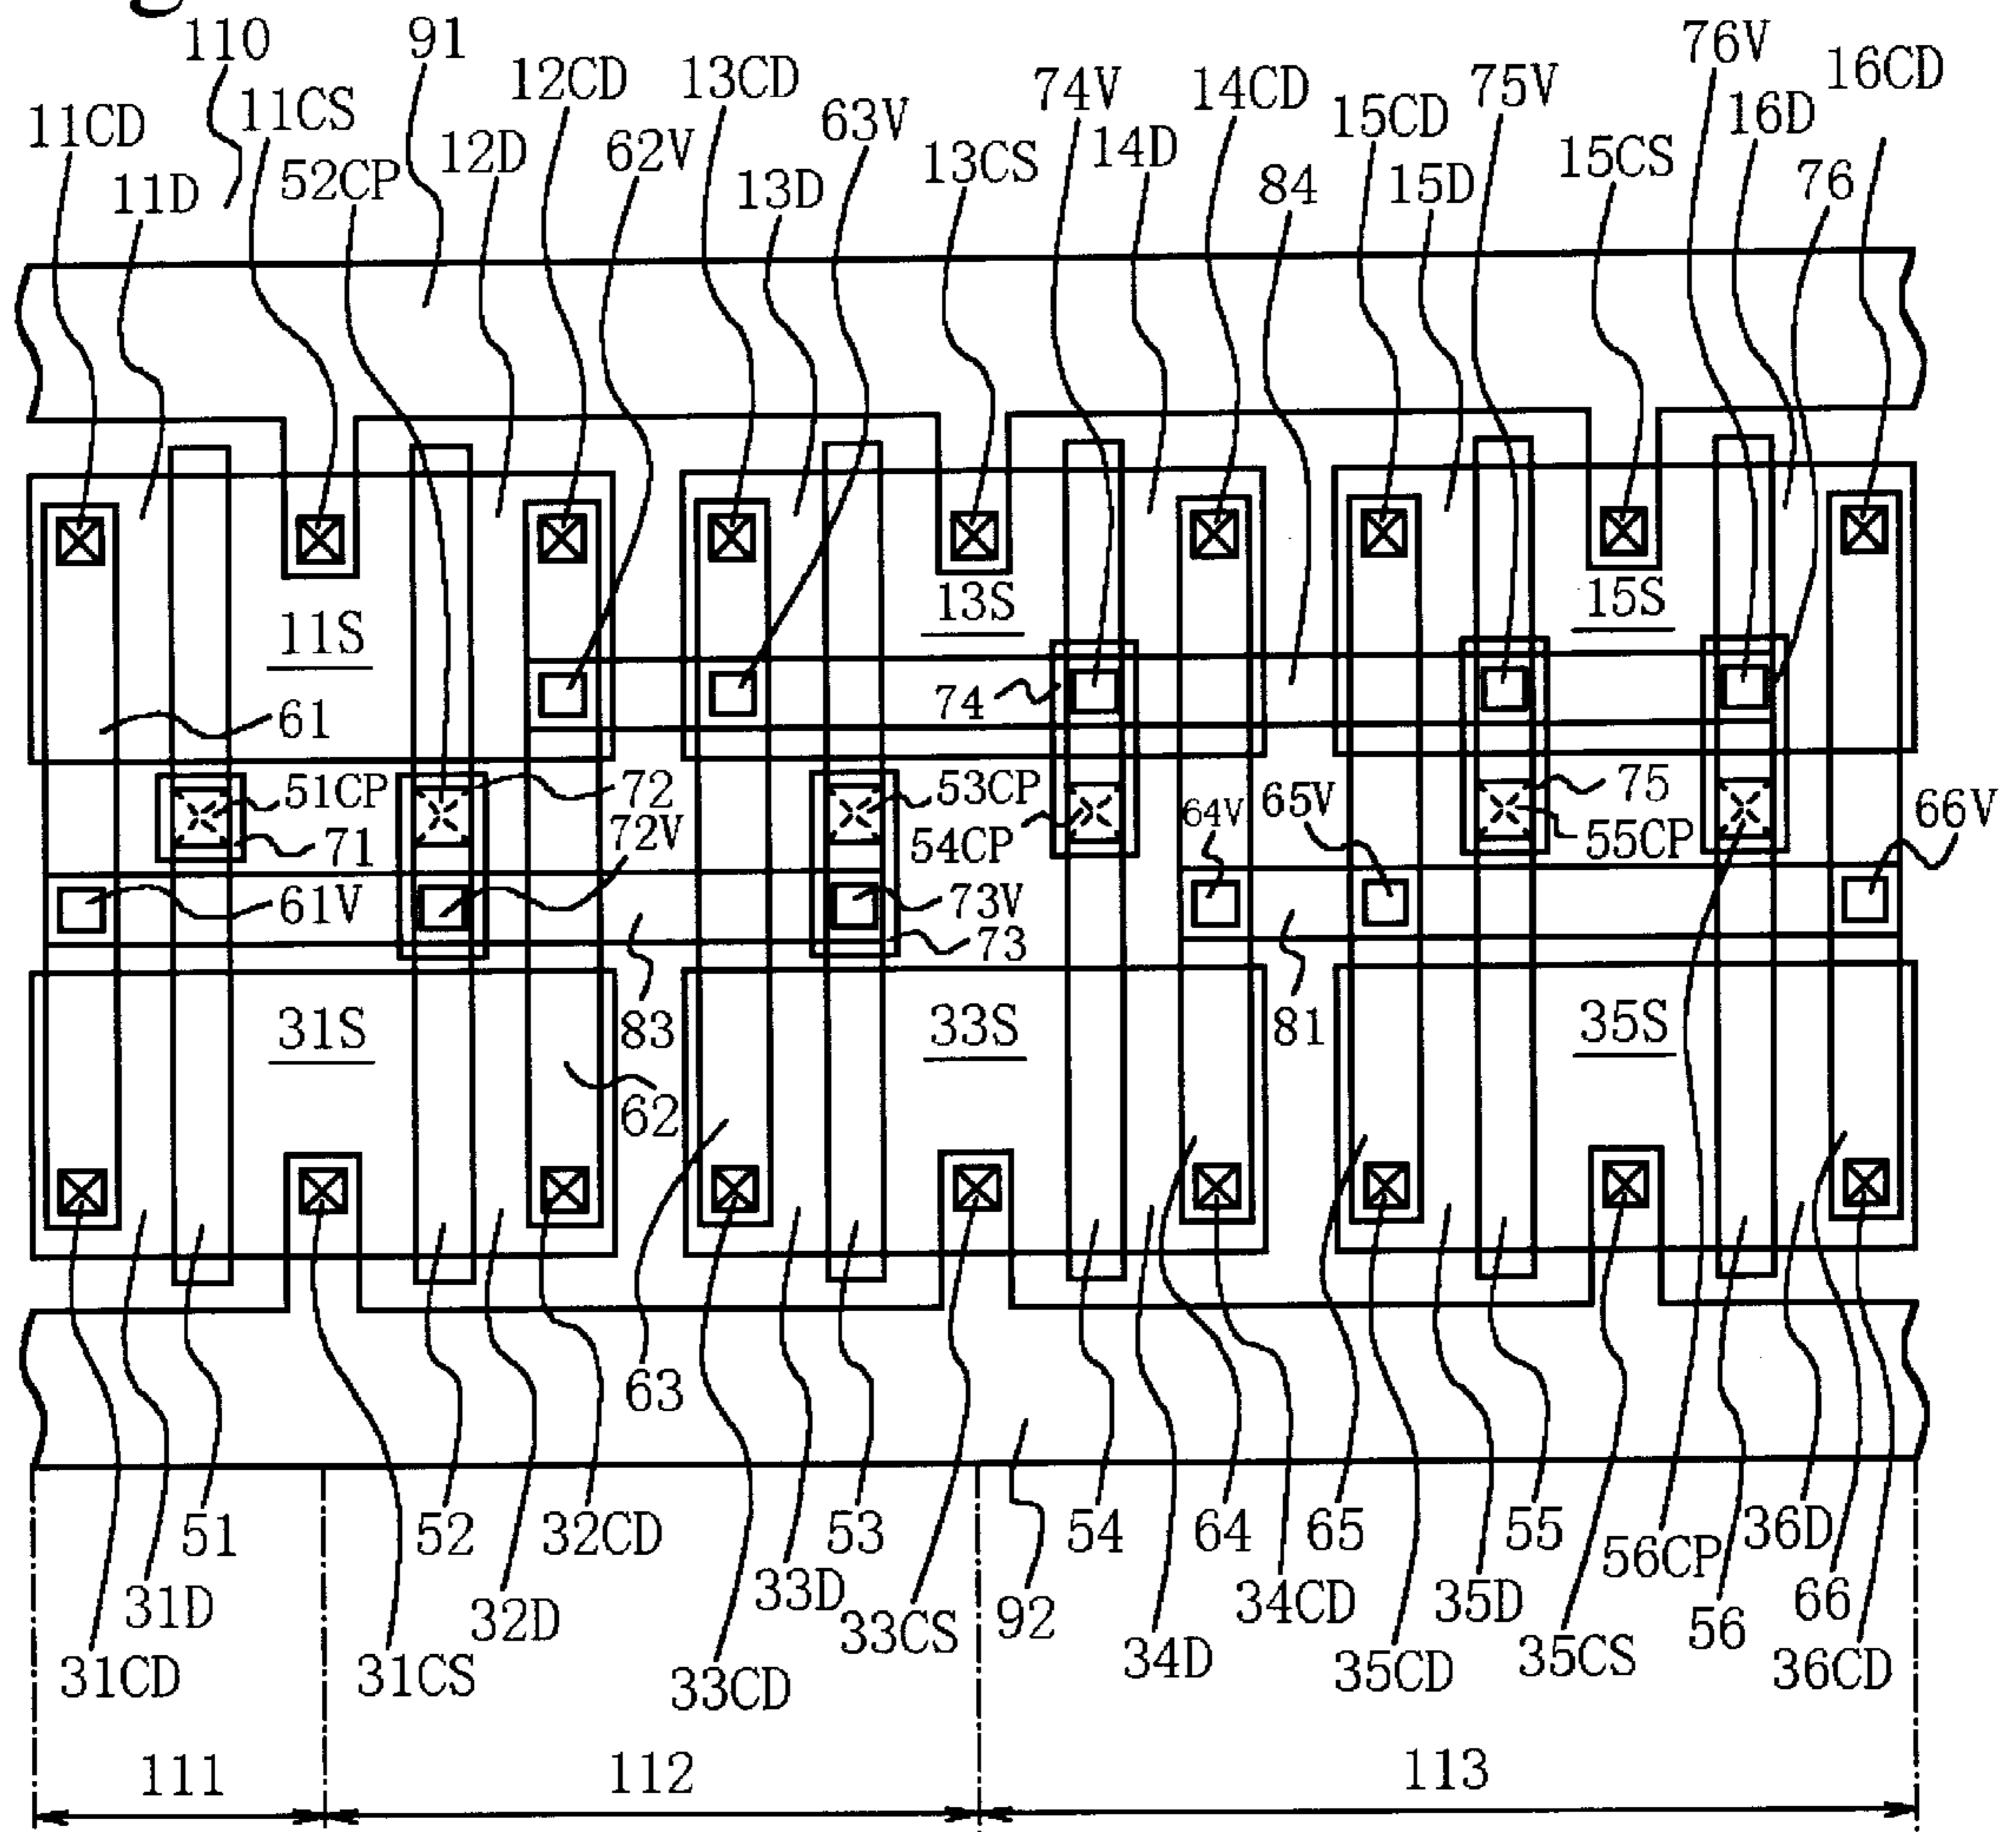 110
91
76V
16CD
12CD
13CD
74V
14CD
75V
11CD
11CS
63V
15CD
16D
12D
62V
14D
15CS
52CP
13CS
11D
13D
84
15D
76
11S
13S
15S
61
74
51CP
72
53CP
75
71
72V
54CP
64V
65V
55CP
66V
61V
73V
73
31S
83
33S
81
35S
62
63
51
52
32CD
53
54
64
65
55
36D
56CP
31D
32D
33D
33CS
92
34CD
35D
56
66
31CD
31CS
33CD
34D
35CD
35CS
36CD
111
112
113